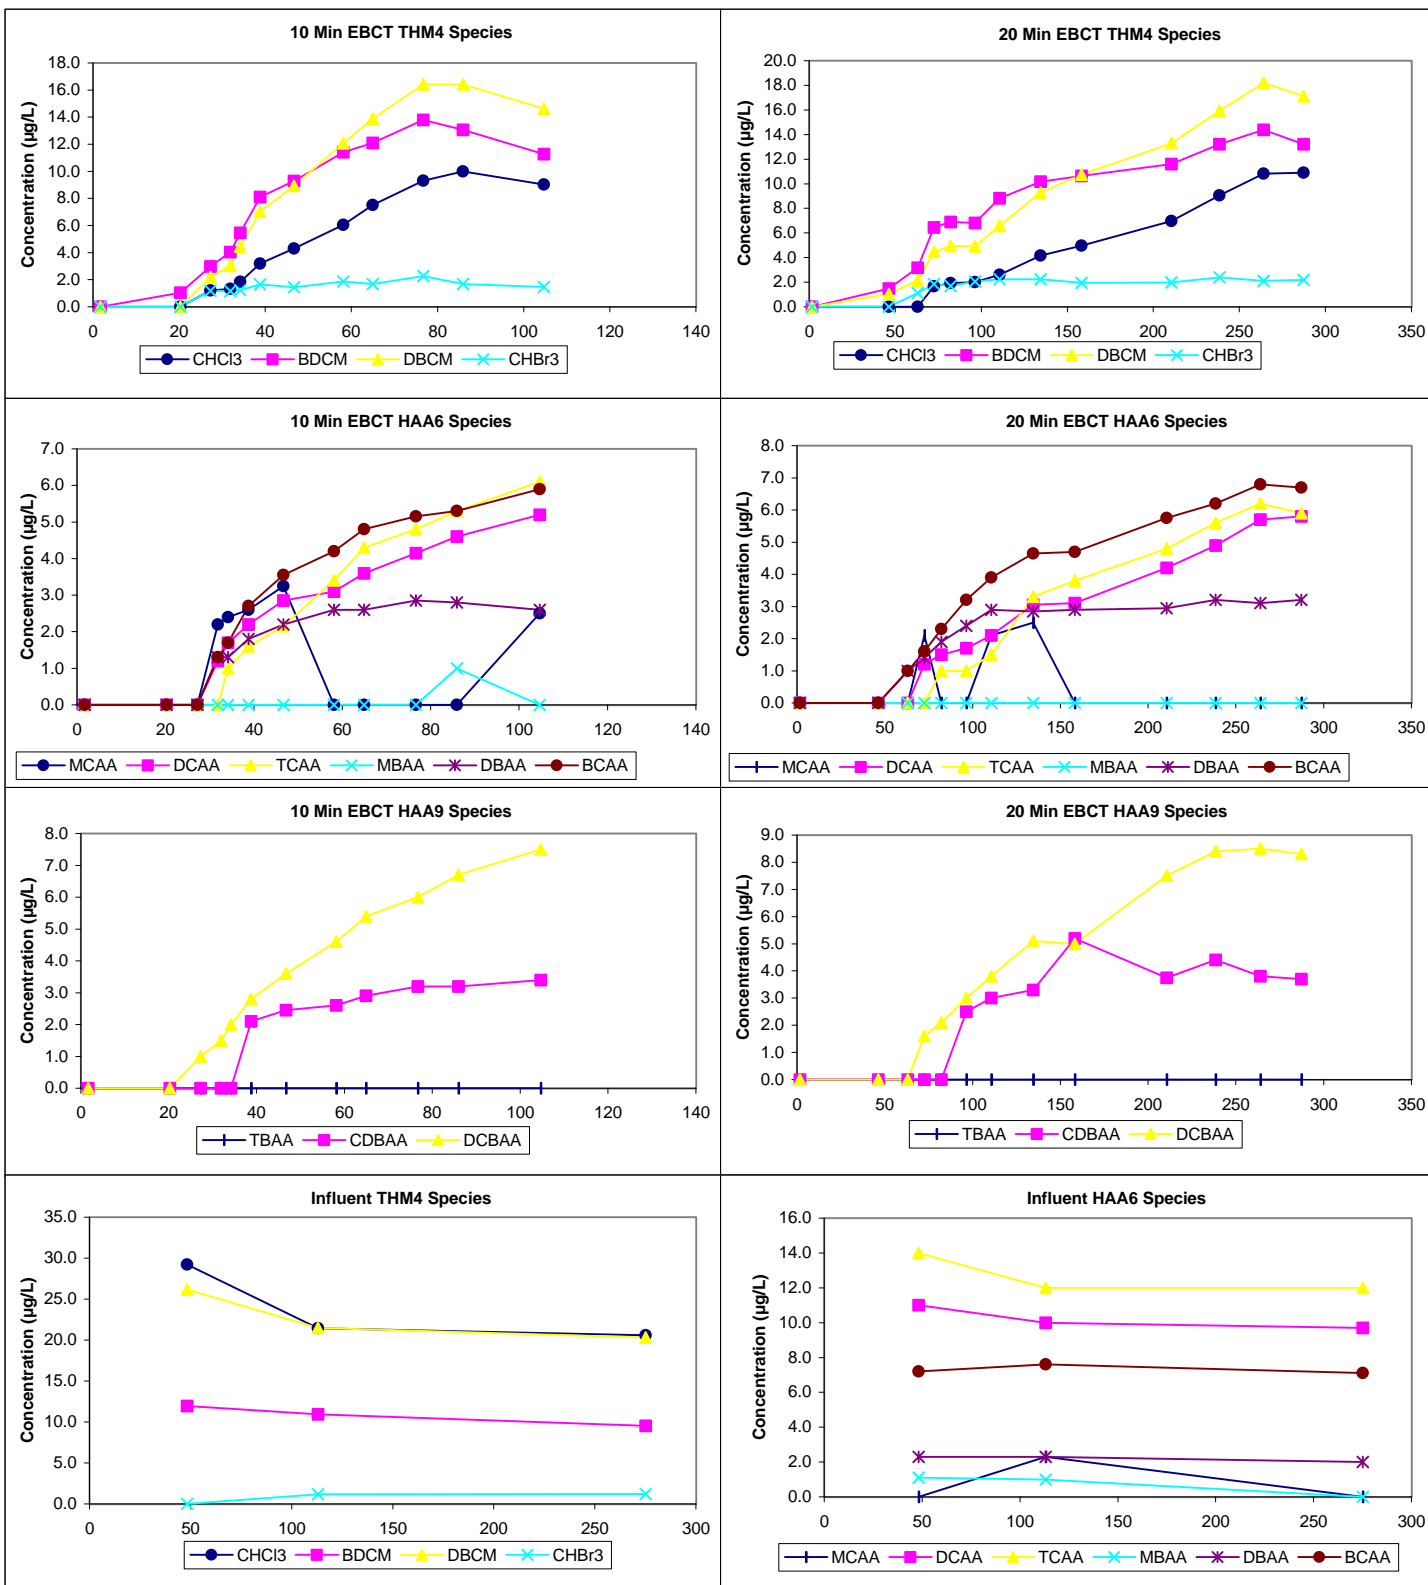 10 Min EBCT THM4 Species
Concentration (µg/L)
18.0
16.0
14.0
12.0
10.0
8.0
6.0
4.0
2.0
0.0
0 20 40 60 80 100 120 140
CHCl3 BDCM DBCM CHBr3
20 Min EBCT THM4 Species
Concentration (µg/L)
20.0
18.0
16.0
14.0
12.0
10.0
8.0
6.0
4.0
2.0
0.0
0 50 100 150 200 250 300 350
CHCl3 BDCM DBCM CHBr3
10 Min EBCT HAA6 Species
Concentration (µg/L)
7.0
6.0
5.0
4.0
3.0
2.0
1.0
0.0
0 20 40 60 80 100 120 140
MCAA DCAA TCAA MBAA DBAA BCAA
20 Min EBCT HAA6 Species
Concentration (µg/L)
8.0
7.0
6.0
5.0
4.0
3.0
2.0
1.0
0.0
0 50 100 150 200 250 300 350
MCAA DCAA TCAA MBAA DBAA BCAA
10 Min EBCT HAA9 Species
Concentration (µg/L)
8.0
7.0
6.0
5.0
4.0
3.0
2.0
1.0
0.0
0 20 40 60 80 100 120 140
TBAA CDBAA DCBAA
20 Min EBCT HAA9 Species
Concentration (µg/L)
9.0
8.0
7.0
6.0
5.0
4.0
3.0
2.0
1.0
0.0
0 50 100 150 200 250 300 350
TBAA CDBAA DCBAA
Influent THM4 Species
Concentration (µg/L)
35.0
30.0
25.0
20.0
15.0
10.0
5.0
0.0
0 50 100 150 200 250 300
CHCl3 BDCM DBCM CHBr3
Influent HAA6 Species
Concentration (µg/L)
16.0
14.0
12.0
10.0
8.0
6.0
4.0
2.0
0.0
0 50 100 150 200 250 300
MCAA DCAA TCAA MBAA DBAA BCAA